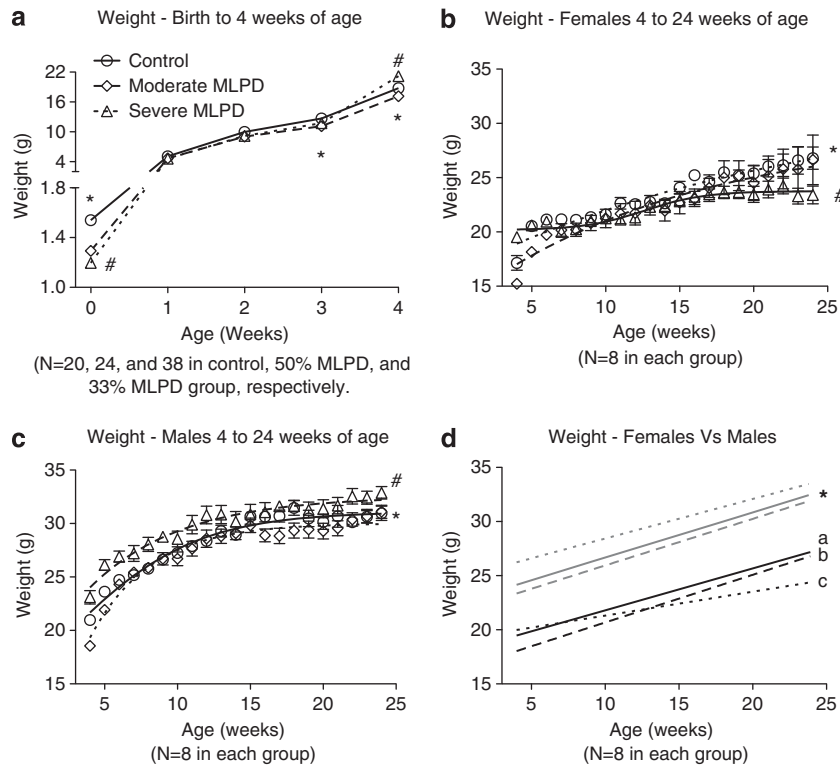 a
Weight - Birth to 4 weeks of age
Control
Moderate MLPD
Severe MLPD
#
22
16
10
4
*
*
Weight (g)
1.8
*
1.4
#
1.0
0 1 2 3 4
Age (Weeks)
(N=20, 24, and 38 in control, 50% MLPD, and
33% MLPD group, respectively.
b
Weight - Females 4 to 24 weeks of age
35
30
25
20
15
Weight (g)
*
#
5 10 15 20 25
Age (weeks)
(N=8 in each group)
c
Weight - Males 4 to 24 weeks of age
35
30
25
20
15
Weight (g)
#
*
5 10 15 20 25
Age (weeks)
(N=8 in each group)
d
Weight - Females Vs Males
35
30
25
20
15
Weight (g)
*
a
b
c
5 10 15 20 25
Age (weeks)
(N=8 in each group)